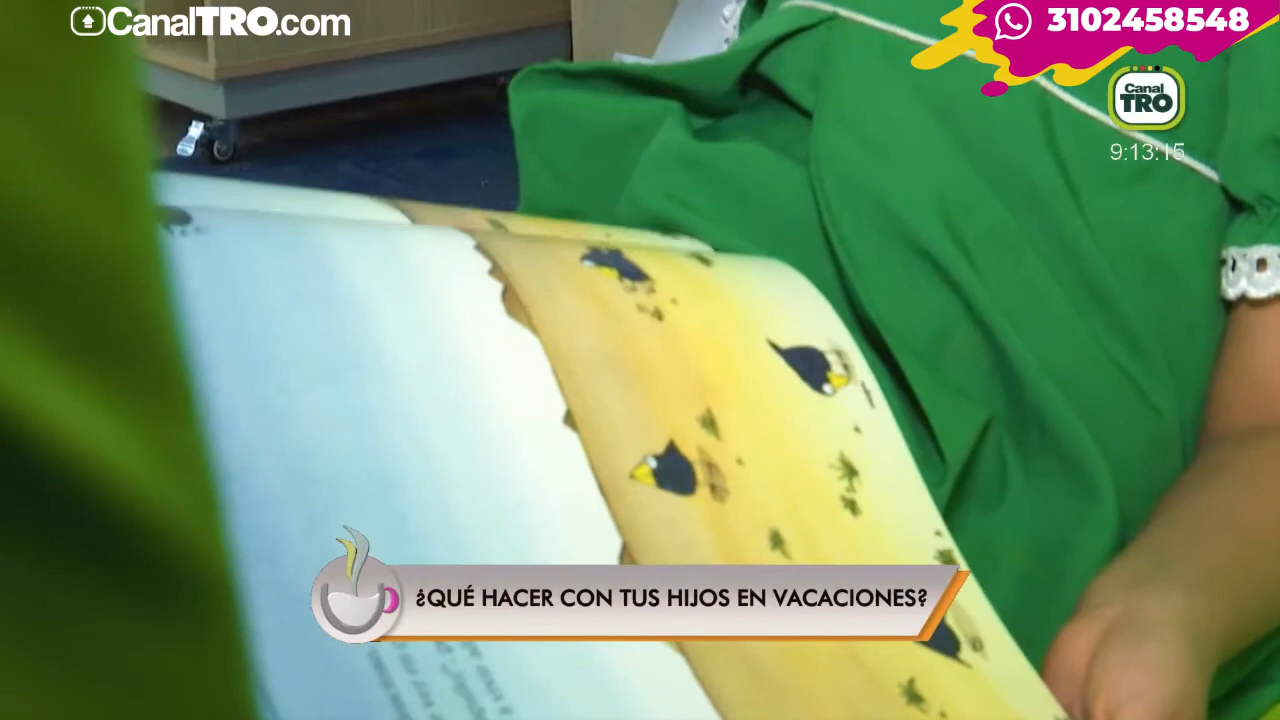 CanalTRO.com
3102458548
Canal
TRO
9:13:15
¿QUÉ HACER CON TUS HIJOS EN VACACIONES?